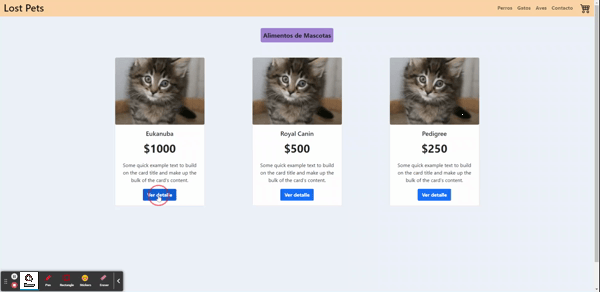 Lost Pets
Perros Gatos Aves Contacto
Alimentos de Mascotas
Eukanuba
$1000
Some quick example text to build
on the card title and make up the
bulk of the card's content.
Ver detalle
Royal Canin
$500
Some quick example text to build
on the card title and make up the
bulk of the card's content.
Ver detalle
Pedigree
$250
Some quick example text to build
on the card title and make up the
bulk of the card's content.
Ver detalle
Pen Rectangle Stickers Eraser